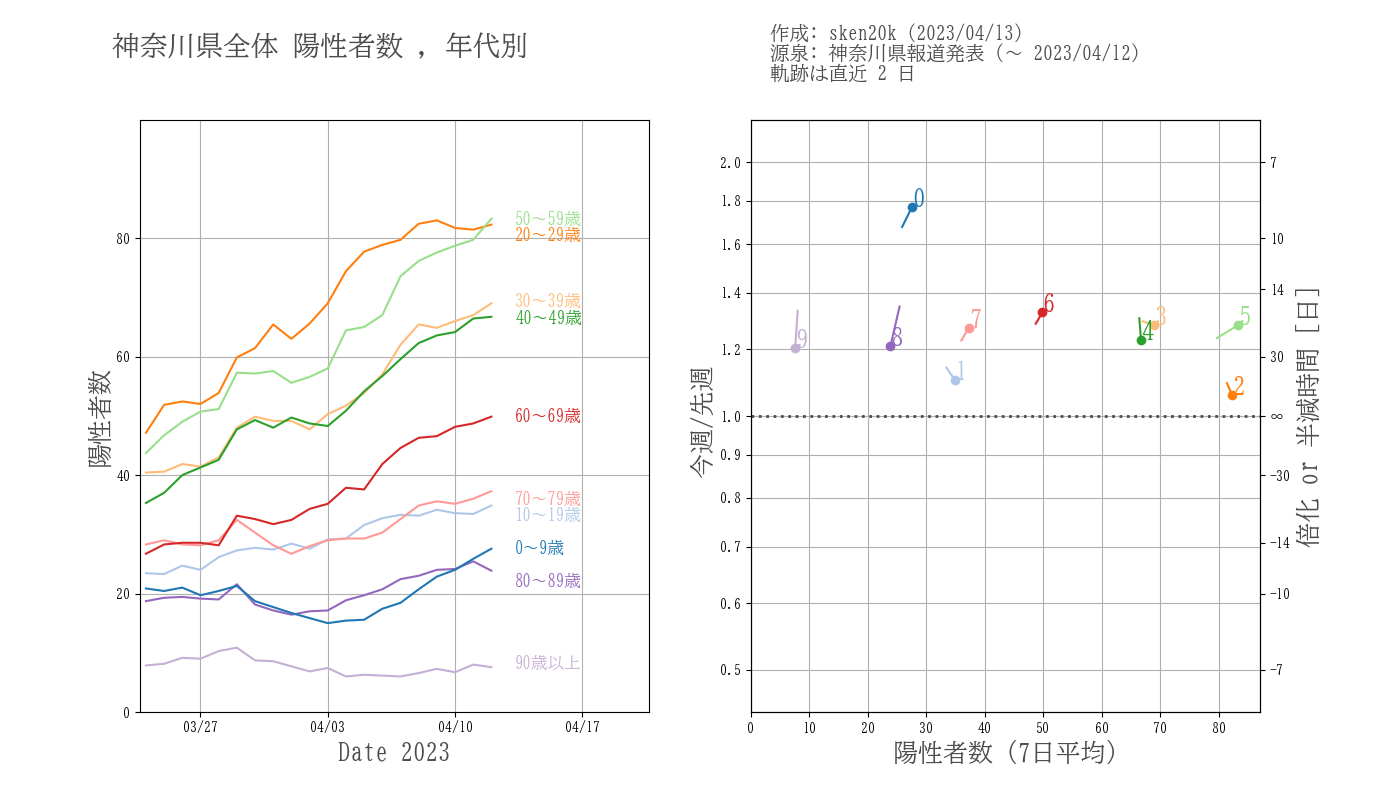 神奈川県全体 陽性者数 , 年代別
作成: sken20k (2023/04/13)
源泉: 神奈川県報道発表 (〜 2023/04/12)
軌跡は直近 2 日
陽性者数
80
60
40
20
0
50〜59歳
20〜29歳
30〜39歳
40〜49歳
60〜69歳
70〜79歳
10〜19歳
0〜9歳
80〜89歳
90歳以上
03/27 04/03 04/10 04/17
Date 2023
今週/先週
2.0
1.8
1.6
1.4
1.2
1.0
0.9
0.8
0.7
0.6
0.5
0
6
3
5
7
4
9
8
1
2
7
10
14
30
∞
-30
-14
-10
-7
倍化 or 半減時間 [日]
0 10 20 30 40 50 60 70 80
陽性者数 (7日平均)